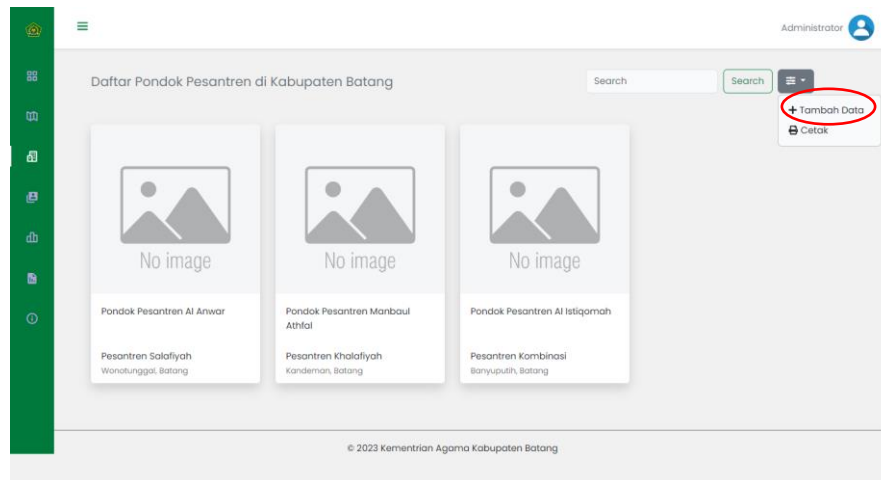 Administrator
Daftar Pondok Pesantren di Kabupaten Batang
Search
Search
+ Tambah Data
Cetak
No image
No image
No image
Pondok Pesantren Al Anwar
Pesantren Salafiyah
Wonotunggal, Batang
Pondok Pesantren Manbaul
Athfal
Pesantren Khalafiyah
Kandeman, Batang
Pondok Pesantren Al Istiqomah
Pesantren Kombinasi
Banyuputih, Batang
© 2023 Kementrian Agama Kabupaten Batang